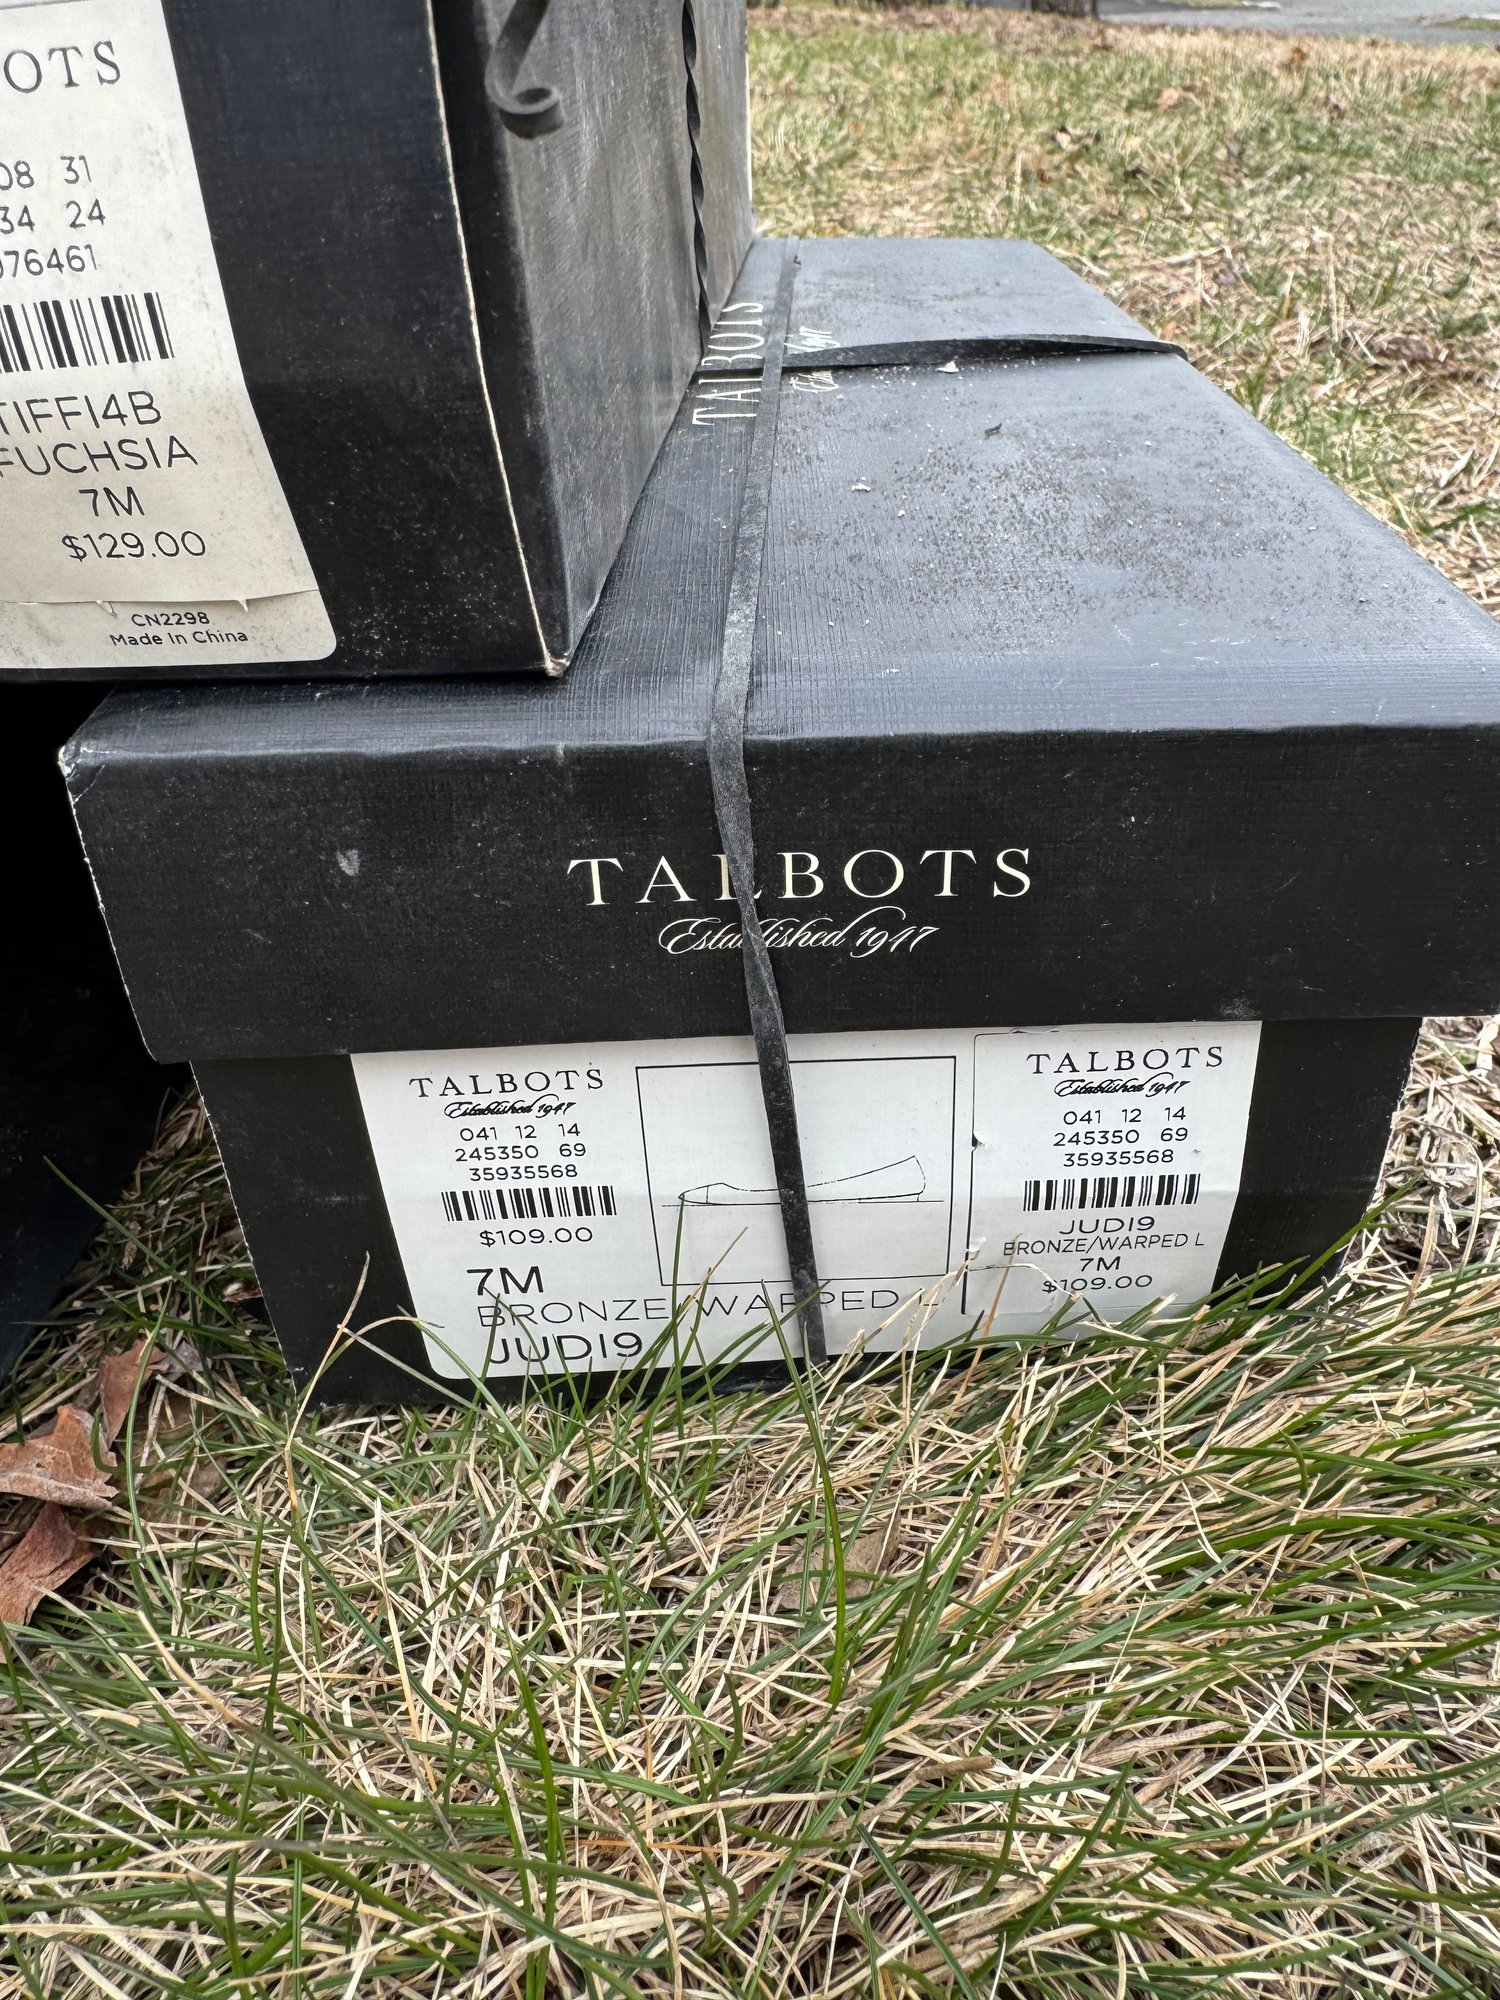 OTS
08 31
34 24
076461
TIFFI4B
FUCHSIA
7M
$129.00
CN2298
Made In China
TALBOTS
TALBOTS
Established 1947
TALBOTS
Established 1947
041 12 14
245350 69
35935568
$109.00
7M
BRONZE/WARPED L
JUDI9
TALBOTS
Established 1947
041 12 14
245350 69
35935568
JUDI9
BRONZE/WARPED L
7M
$109.00